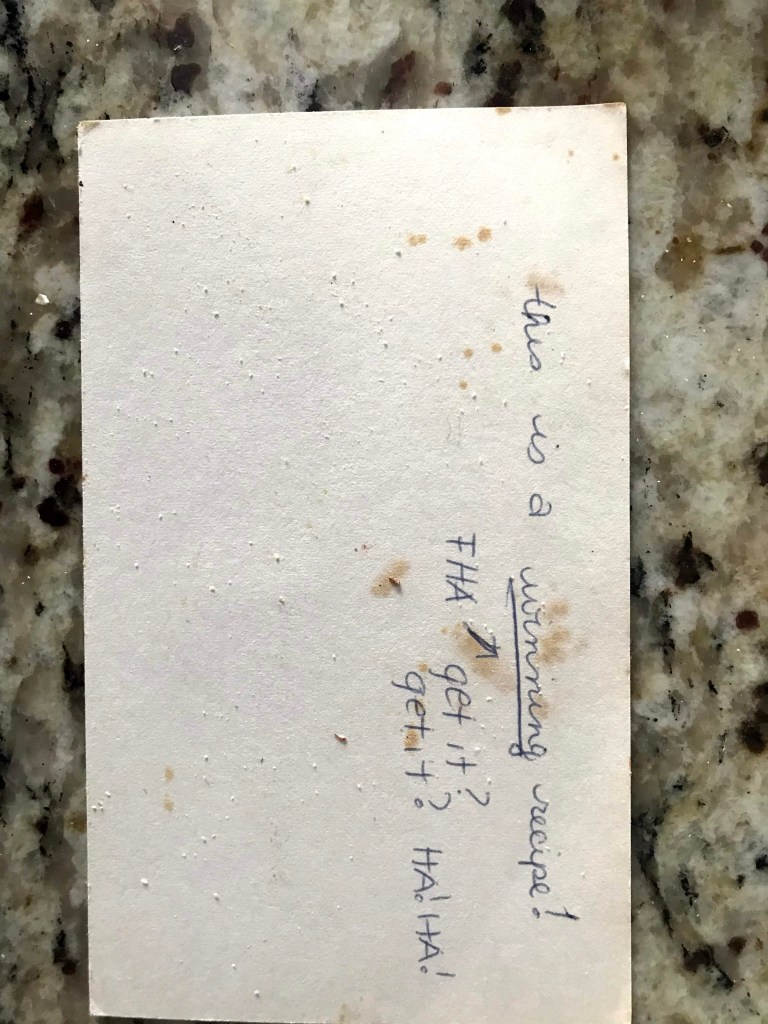 this is a winning recipe!
FHA ↗ get it?
get it? HA! HA!